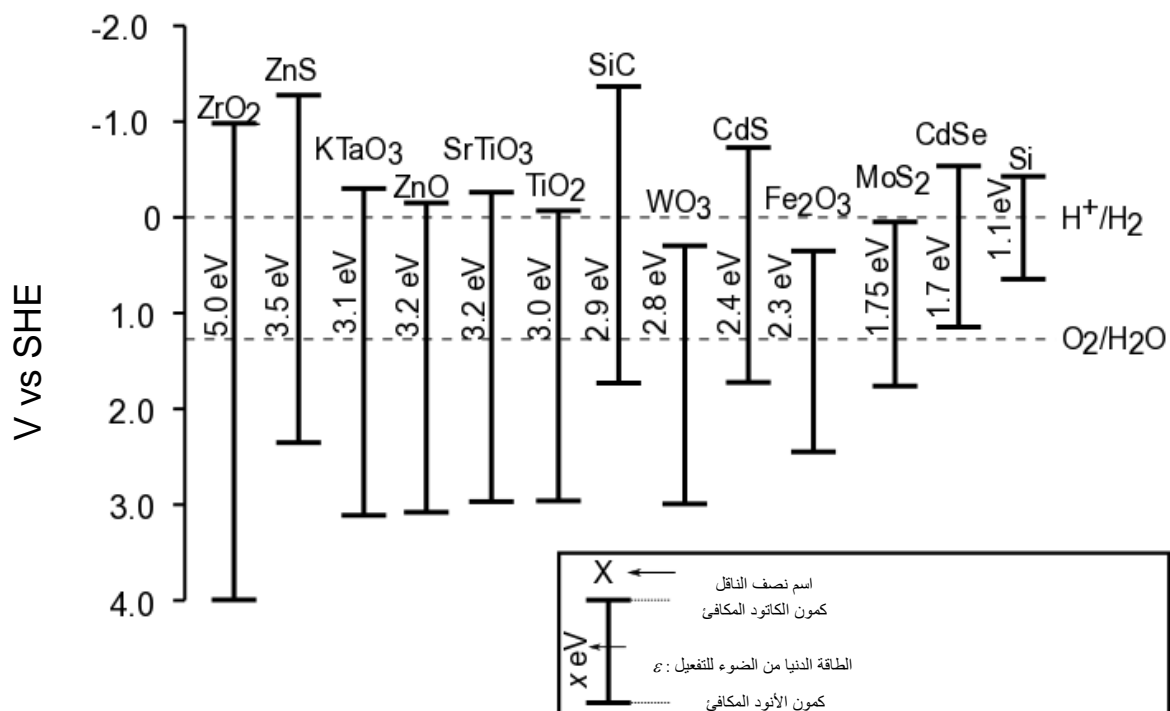 V vs SHE
-2.0
-1.0
0
1.0
2.0
3.0
4.0
ZrO2
5.0 eV
ZnS
3.5 eV
KTaO3
3.1 eV
ZnO
3.2 eV
SrTiO3
3.2 eV
TiO2
3.0 eV
SiC
2.9 eV
WO3
2.8 eV
CdS
2.4 eV
Fe2O3
2.3 eV
MoS2
1.75 eV
CdSe
1.7 eV
Si
1.1 eV
H+/H2
O2/H2O
X
اسم نصف الناقل
كمون الكاتود المكافئ
x eV
الطاقة الدنيا من الضوء للتفعيل : ε
كمون الأنود المكافئ